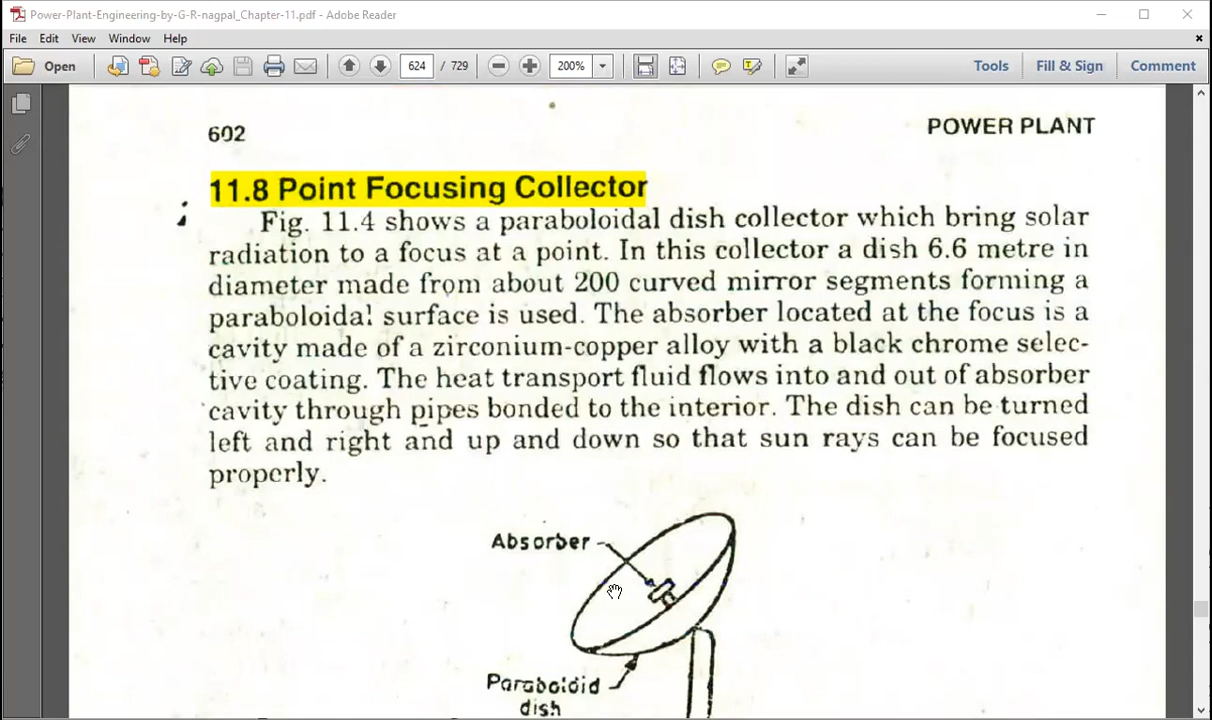 Power-Plant-Engineering-by-G-R-nagpal_Chapter-11.pdf - Adobe Reader
File Edit View Window Help
Open 624 / 729 200% Tools Fill & Sign Comment
602 POWER PLANT
11.8 Point Focusing Collector
Fig. 11.4 shows a paraboloidal dish collector which bring solar
radiation to a focus at a point. In this collector a dish 6.6 metre in
diameter made from about 200 curved mirror segments forming a
paraboloidal surface is used. The absorber located at the focus is a
cavity made of a zirconium-copper alloy with a black chrome selec-
tive coating. The heat transport fluid flows into and out of absorber
cavity through pipes bonded to the interior. The dish can be turned
left and right and up and down so that sun rays can be focused
properly.
Absorber
Paraboloid
dish